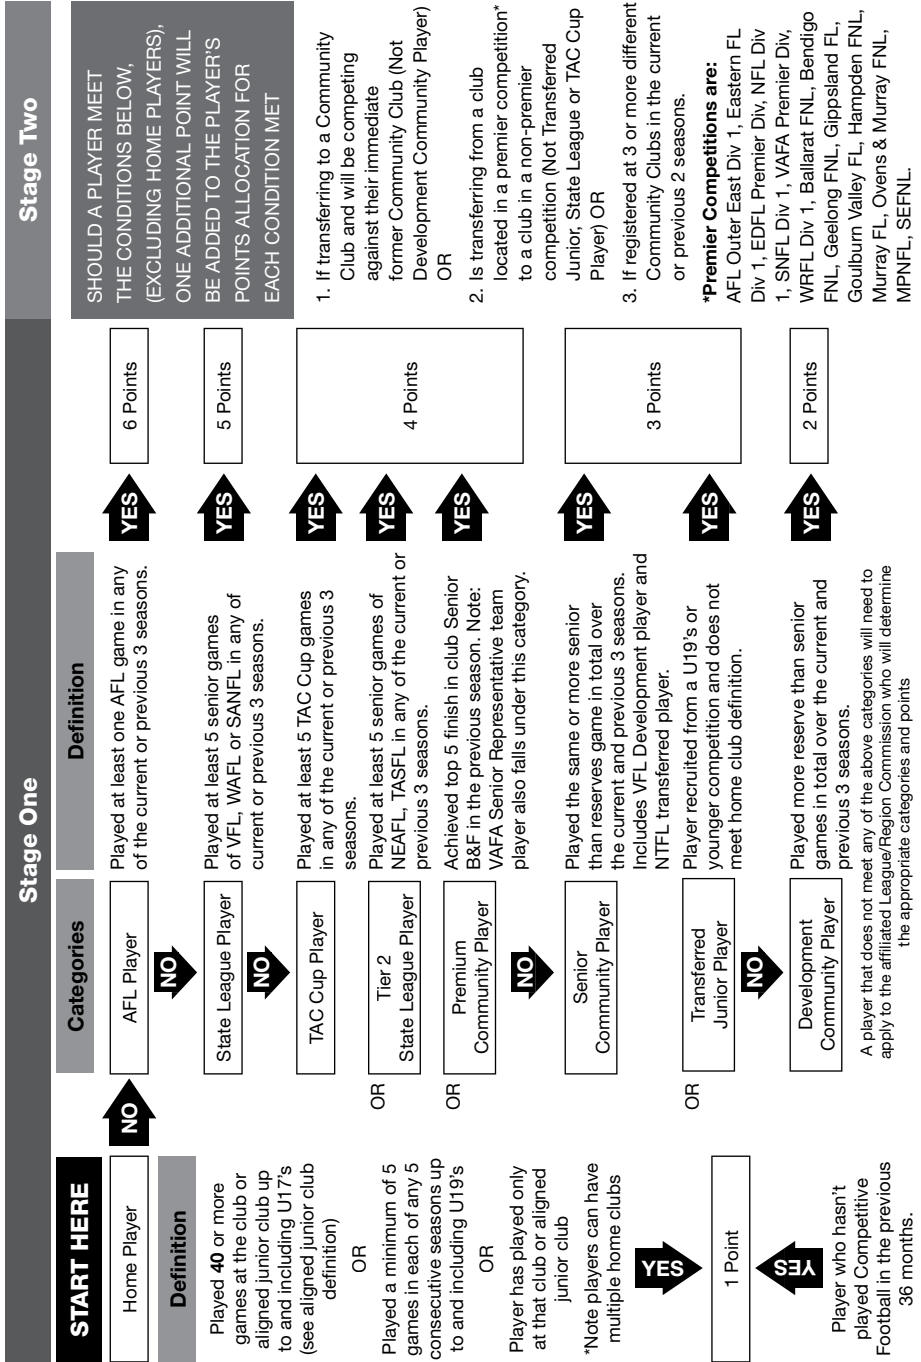 Stage One
Stage Two
START HERE
Home Player
Definition
Played 40 or more
games at the club or
aligned junior club up
to and including U17's
(see aligned junior club
definition)
OR
Played a minimum of 5
games in each of any 5
consecutive seasons up
to and including U19's
OR
Player has played only
at that club or aligned
junior club
*Note players can have
multiple home clubs
YES
1 Point
YES
Player who hasn't
played Competitive
Football in the previous
36 months.
NO
Categories
Definition
AFL Player
Played at least one AFL game in any
of the current or previous 3 seasons.
YES
6 Points
NO
State League Player
Played at least 5 senior games
of VFL, WAFL or SANFL in any of
current or previous 3 seasons.
YES
5 Points
NO
TAC Cup Player
Played at least 5 TAC Cup games
in any of the current or previous 3
seasons.
YES
OR
Tier 2
State League Player
Played at least 5 senior games of
NEAFL, TASFL in any of the current or
previous 3 seasons.
YES
4 Points
OR
Premium
Community Player
Achieved top 5 finish in club Senior
B&F in the previous season. Note:
VAFA Senior Representative team
player also falls under this category.
YES
NO
Senior
Community Player
Played the same or more senior
than reserves game in total over
the current and previous 3 seasons.
Includes VFL Development player and
NTFL transferred player.
YES
3 Points
OR
Transferred
Junior Player
Player recruited from a U19's or
younger competition and does not
meet home club definition.
YES
NO
Development
Community Player
Played more reserve than senior
games in total over the current and
previous 3 seasons.
YES
2 Points
A player that does not meet any of the above categories will need to
apply to the affiliated League/Region Commission who will determine
the appropriate categories and points
SHOULD A PLAYER MEET
THE CONDITIONS BELOW,
(EXCLUDING HOME PLAYERS),
ONE ADDITIONAL POINT WILL
BE ADDED TO THE PLAYER'S
POINTS ALLOCATION FOR
EACH CONDITION MET
1. If transferring to a Community
Club and will be competing
against their immediate
former Community Club (Not
Development Community Player)
OR
2. Is transferring from a club
located in a premier competition*
to a club in a non-premier
competition (Not Transferred
Junior, State League or TAC Cup
Player) OR
3. If registered at 3 or more different
Community Clubs in the current
or previous 2 seasons.
*Premier Competitions are:
AFL Outer East Div 1, Eastern FL
Div 1, EDFL Premier Div, NFL Div
1, SNFL Div 1, VAFA Premier Div,
WRFL Div 1, Ballarat FNL, Bendigo
FNL, Geelong FNL, Gippsland FL,
Goulburn Valley FL, Hampden FNL,
Murray FL, Ovens & Murray FNL,
MPNFL, SEFNL.